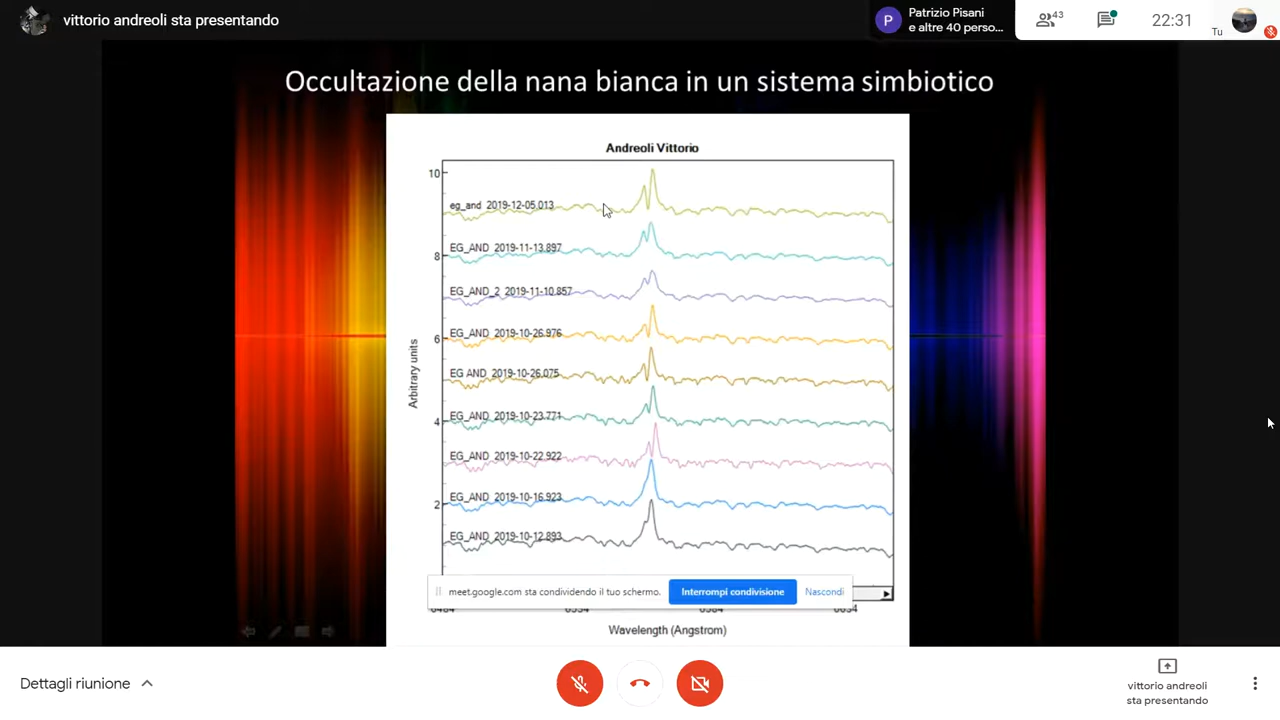 vittorio andreoli sta presentando
P
Patrizio Pisani
e altre 40 perso...
43
22:31
Tu
Occultazione della nana bianca in un sistema simbiotico
Andreoli Vittorio
10
eg_and 2019-12-05.013
EG_AND 2019-11-13.897
8
EG_AND_2 2019-11-10.857
EG_AND 2019-10-26.976
6
EG AND 2019-10-26.075
Arbitrary units
EG_AND 2019-10-23.771
4
EG_AND 2019-10-22.922
EG_AND 2019-10-16.923
2
EG_AND 2019-10-12.893
meet.google.com sta condividendo il tuo schermo.
Interrompi condivisione
Nascondi
Wavelength (Angstrom)
Dettagli riunione
vittorio andreoli
sta presentando